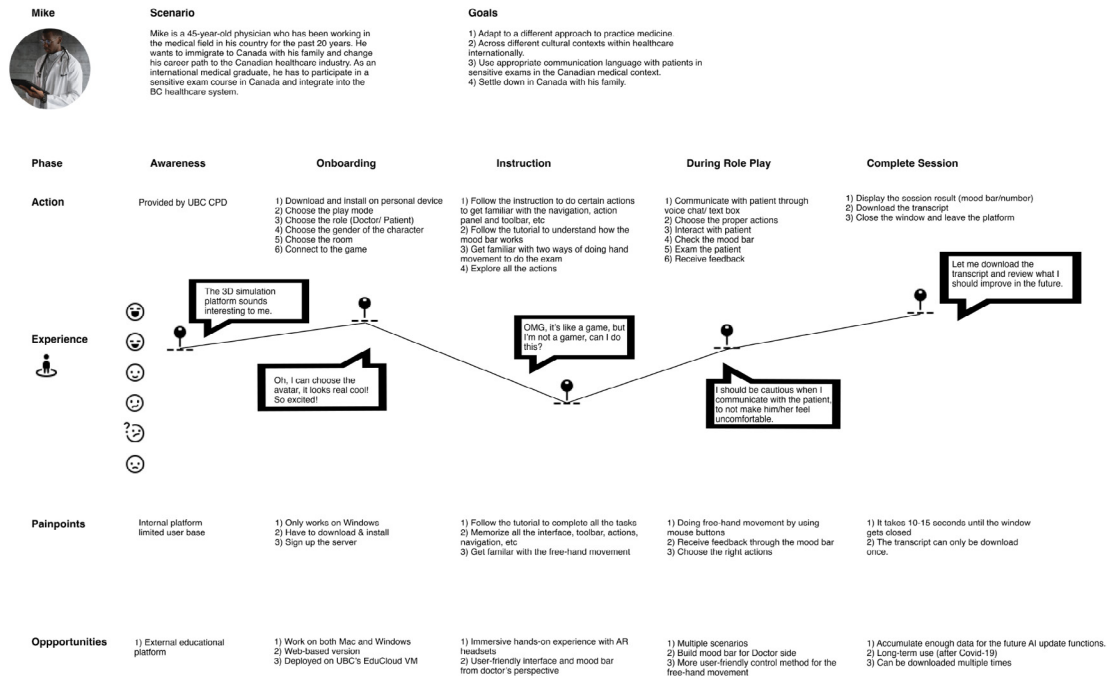 Mike
Scenario
Goals
Mike is a 45-year-old physician who has been working in
the medical field in his country for the past 20 years. He
wants to immigrate to Canada with his family and change
his career path to the Canadian healthcare industry. As an
international medical graduate, he has to participate in a
sensitive exam course in Canada and integrate into the
BC healthcare system.
1) Adapt to a different approach to practice medicine.
2) Across different cultural contexts within healthcare
internationally.
3) Use appropriate communication language with patients in
sensitive exams in the Canadian medical context.
4) Settle down in Canada with his family.
Phase
Awareness
Onboarding
Instruction
During Role Play
Complete Session
Action
Provided by UBC CPD
1) Download and install on personal device
2) Choose the play mode
3) Choose the role (Doctor/ Patient)
4) Choose the gender of the character
5) Choose the room
6) Connect to the game
1) Follow the instruction to do certain actions
to get familiar with the navigation, action
panel and toolbar, etc
2) Follow the tutorial to understand how the
mood bar works
3) Get familiar with two ways of doing hand
movement to do the exam
4) Explore all the actions
1) Communicate with patient through
voice chat/ text box
2) Choose the proper actions
3) Interact with patient
4) Check the mood bar
5) Exam the patient
6) Receive feedback
1) Display the session result (mood bar/number)
2) Download the transcript
3) Close the window and leave the platform
Experience
The 3D simulation
platform sounds
interesting to me.
Oh, I can choose the
avatar, it looks real cool!
So excited!
OMG, it's like a game, but
I'm not a gamer, can I do
this?
I should be cautious when I
communicate with the patient,
to not make him/her feel
uncomfortable.
Let me download the
transcript and review what I
should improve in the future.
Painpoints
Internal platform
limited user base
1) Only works on Windows
2) Have to download & install
3) Sign up the server
1) Follow the tutorial to complete all the tasks
2) Memorize all the interface, toolbar, actions,
navigation, etc
3) Get familar with the free-hand movement
1) Doing free-hand movement by using
mouse buttons
2) Receive feedback through the mood bar
3) Choose the right actions
1) It takes 10-15 seconds until the window
gets closed
2) The transcript can only be download
once.
Oppportunities
1) External educational
platform
1) Work on both Mac and Windows
2) Web-based version
3) Deployed on UBC's EduCloud VM
1) Immersive hands-on experience with AR
headsets
2) User-friendly interface and mood bar
from doctor's perspective
1) Multiple scenarios
2) Build mood bar for Doctor side
3) More user-friendly control method for the
free-hand movement
1) Accumulate enough data for the future AI update functions.
2) Long-term use (after Covid-19)
3) Can be downloaded multiple times